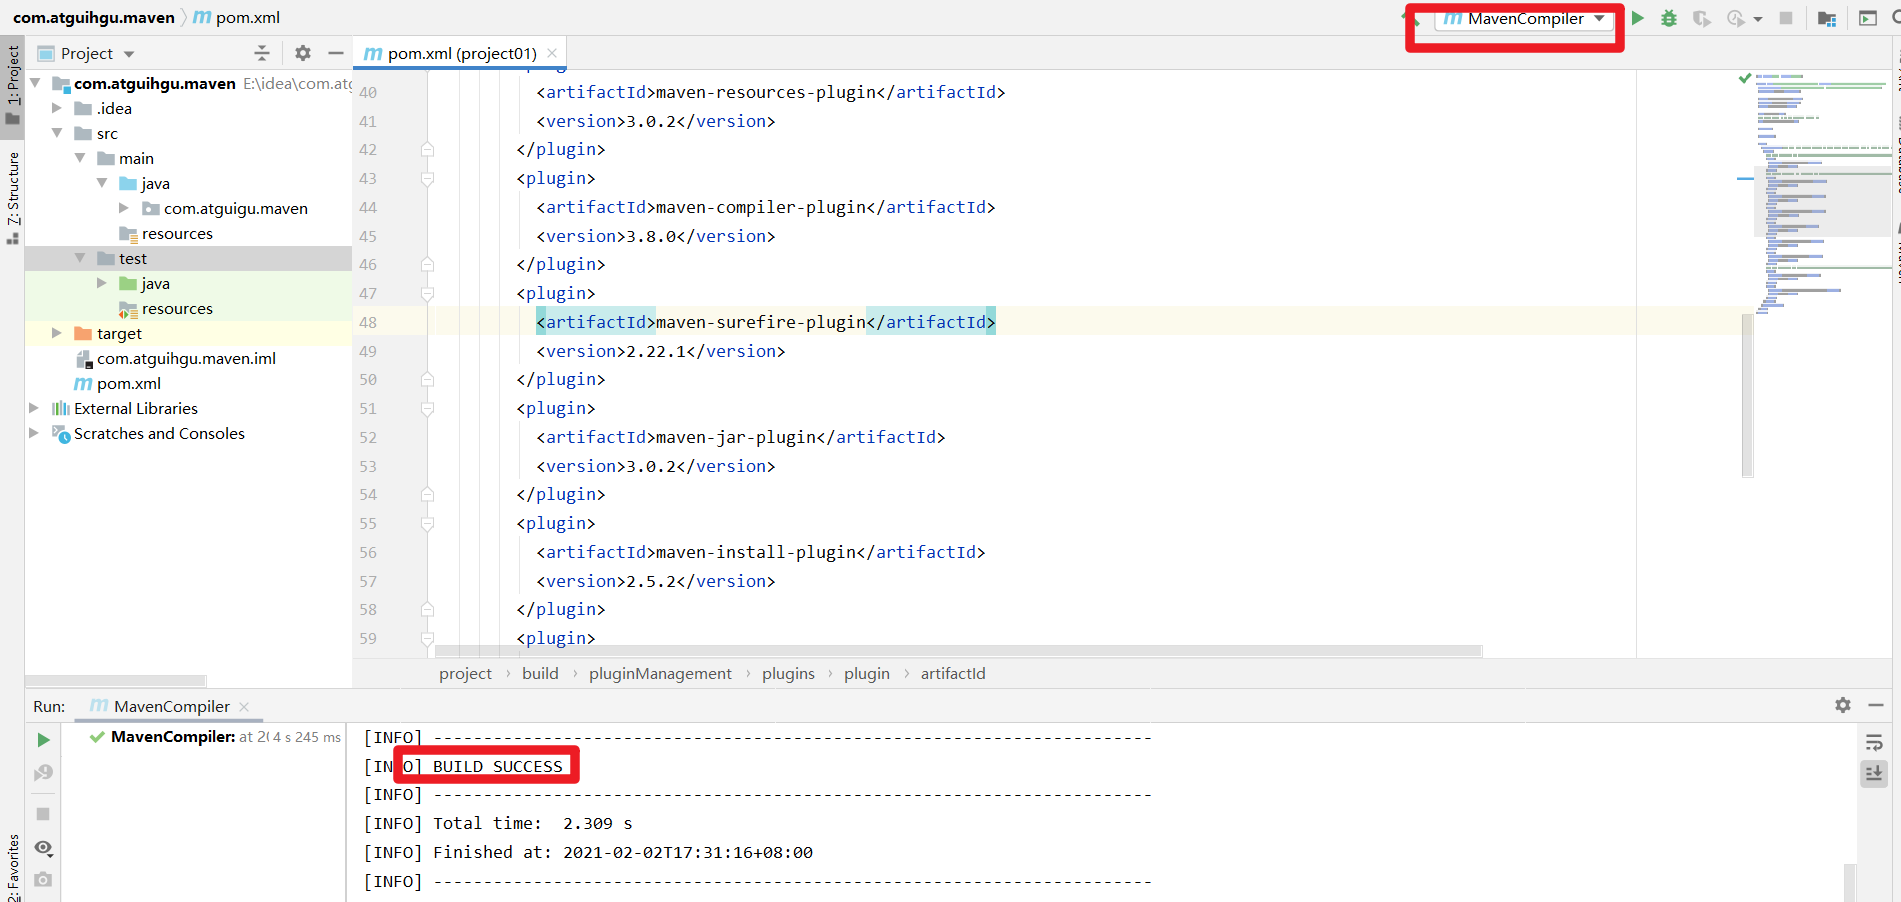 com.atguihgu.maven
pom.xml
MavenCompiler
Project
pom.xml (project01)
1: Project
Z: Structure
2: Favorites
com.atguihgu.maven E:\idea\com.atg
.idea
src
main
java
com.atguigu.maven
resources
test
java
resources
target
com.atguihgu.maven.iml
pom.xml
External Libraries
Scratches and Consoles
40 <artifactId>maven-resources-plugin</artifactId>
41 <version>3.0.2</version>
42 </plugin>
43 <plugin>
44 <artifactId>maven-compiler-plugin</artifactId>
45 <version>3.8.0</version>
46 </plugin>
47 <plugin>
48 <artifactId>maven-surefire-plugin</artifactId>
49 <version>2.22.1</version>
50 </plugin>
51 <plugin>
52 <artifactId>maven-jar-plugin</artifactId>
53 <version>3.0.2</version>
54 </plugin>
55 <plugin>
56 <artifactId>maven-install-plugin</artifactId>
57 <version>2.5.2</version>
58 </plugin>
59 <plugin>
project › build › pluginManagement › plugins › plugin › artifactId
Run: MavenCompiler
MavenCompiler: at 20 4 s 245 ms
[INFO] ------------------------------------------------------------------------
[INFO] BUILD SUCCESS
[INFO] ------------------------------------------------------------------------
[INFO] Total time:  2.309 s
[INFO] Finished at: 2021-02-02T17:31:16+08:00
[INFO] ------------------------------------------------------------------------